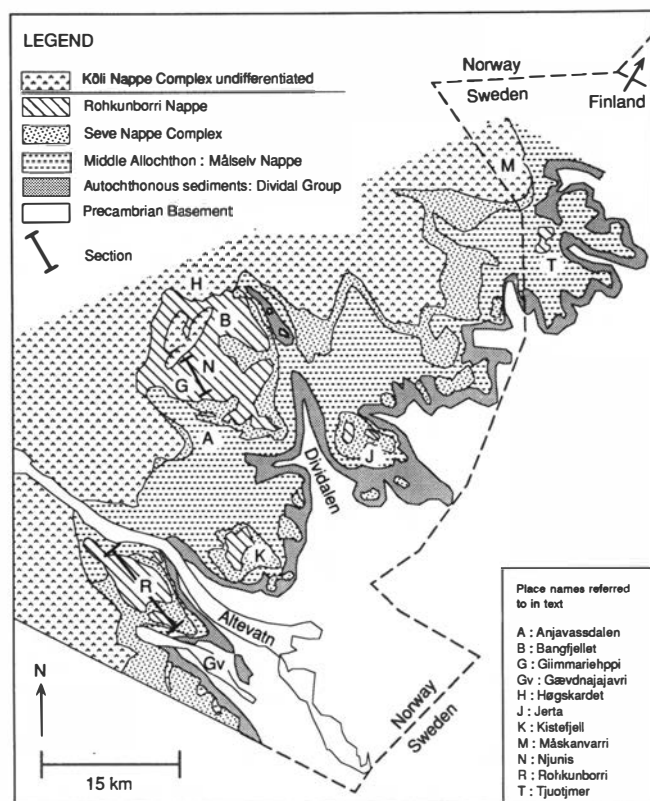 LEGEND
Köli Nappe Complex undifferentiated
Rohkunborri Nappe
Seve Nappe Complex
Middle Allochthon : Målselv Nappe
Autochthonous sediments: Dividal Group
Precambrian Basement
Section
Norway
Sweden
Finland
M
T
H
B
N
G
A
J
Dividalen
K
R
Altevatn
Gv
Norway
Sweden
N
15 km
Place names referred
to in text
A : Anjavassdalen
B : Bangfjellet
G : Giimmariehppi
Gv : Gævdnajajavri
H : Høgskardet
J : Jerta
K : Kistefjell
M : Måskanvarri
N : Njunis
R : Rohkunborri
T : Tjuotjmer